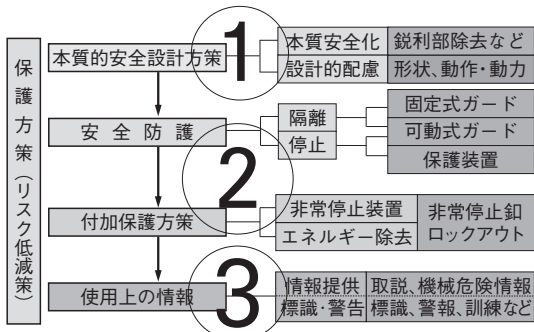 保護方策（リスク低減策）
1
本質的安全設計方策
本質安全化 鋭利部除去など
設計的配慮 形状、動作・動力
2
安全防護
隔離
停止
固定式ガード
可動式ガード
保護装置
付加保護方策
非常停止装置
エネルギー除去
非常停止釦
ロックアウト
3
使用上の情報
情報提供 取説、機械危険情報
標識・警告 標識、警報、訓練など